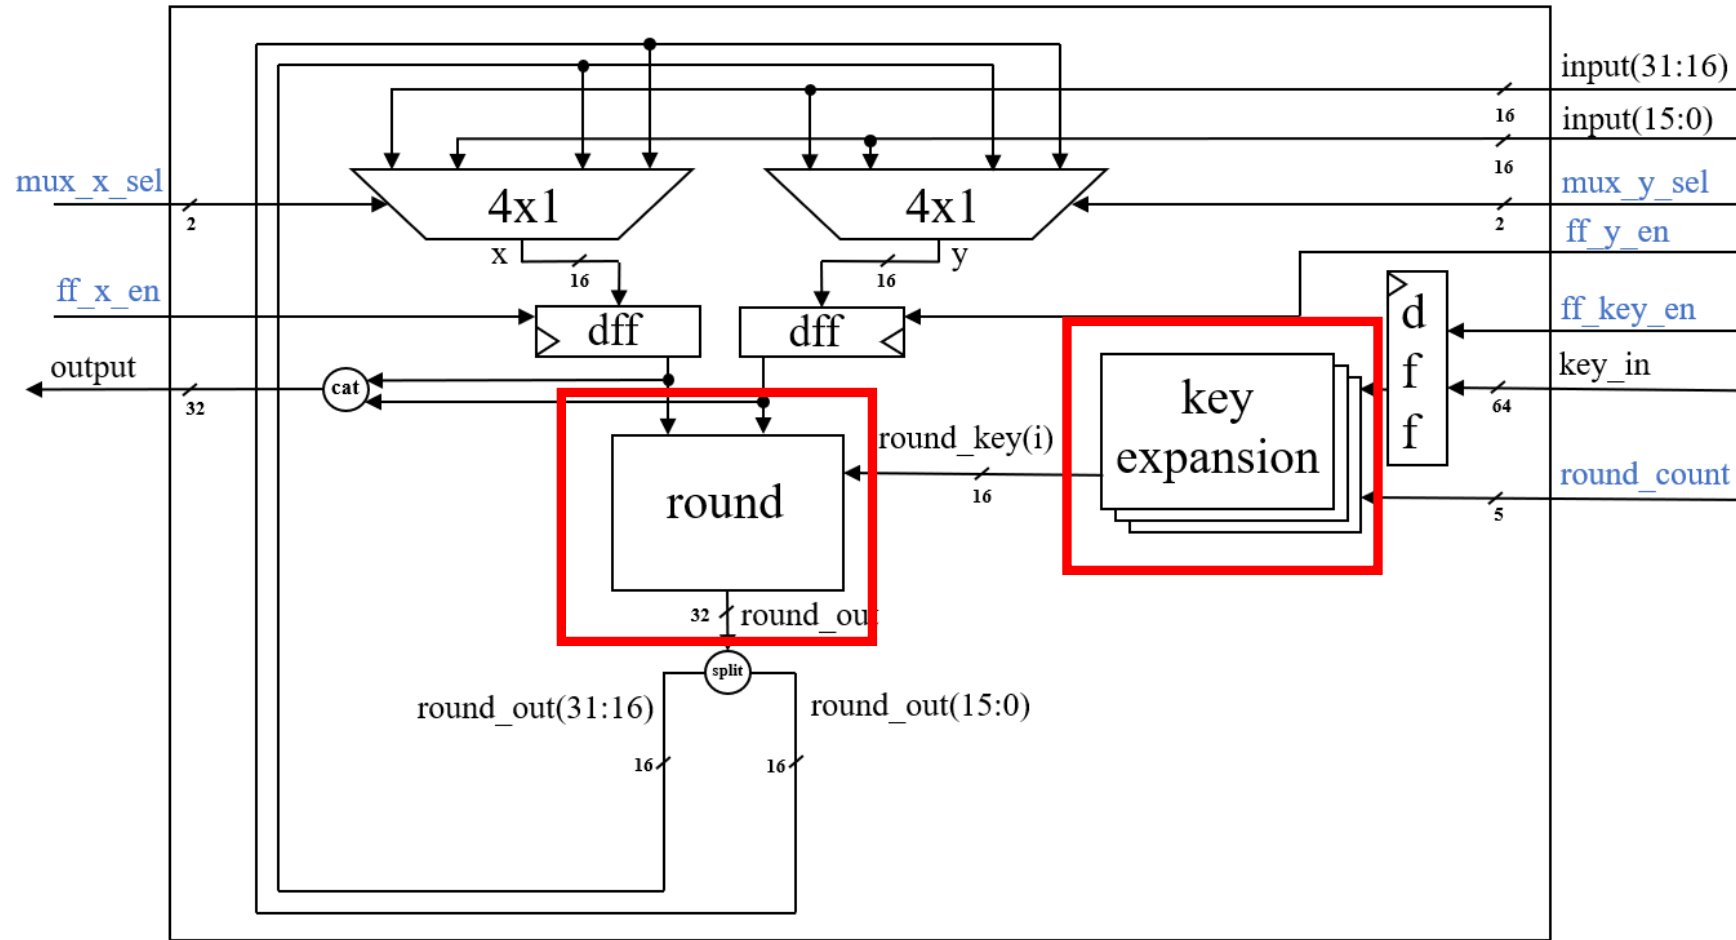 input(31:16)
16
input(15:0)
16
mux_x_sel
2
4x1
4x1
mux_y_sel
2
ff_y_en
x
16
y
16
ff_x_en
dff
dff
d
f
f
ff_key_en
output
32
cat
key_in
64
key
expansion
round_key(i)
16
round
round_count
5
32
round_out
split
round_out(31:16)
round_out(15:0)
16
16